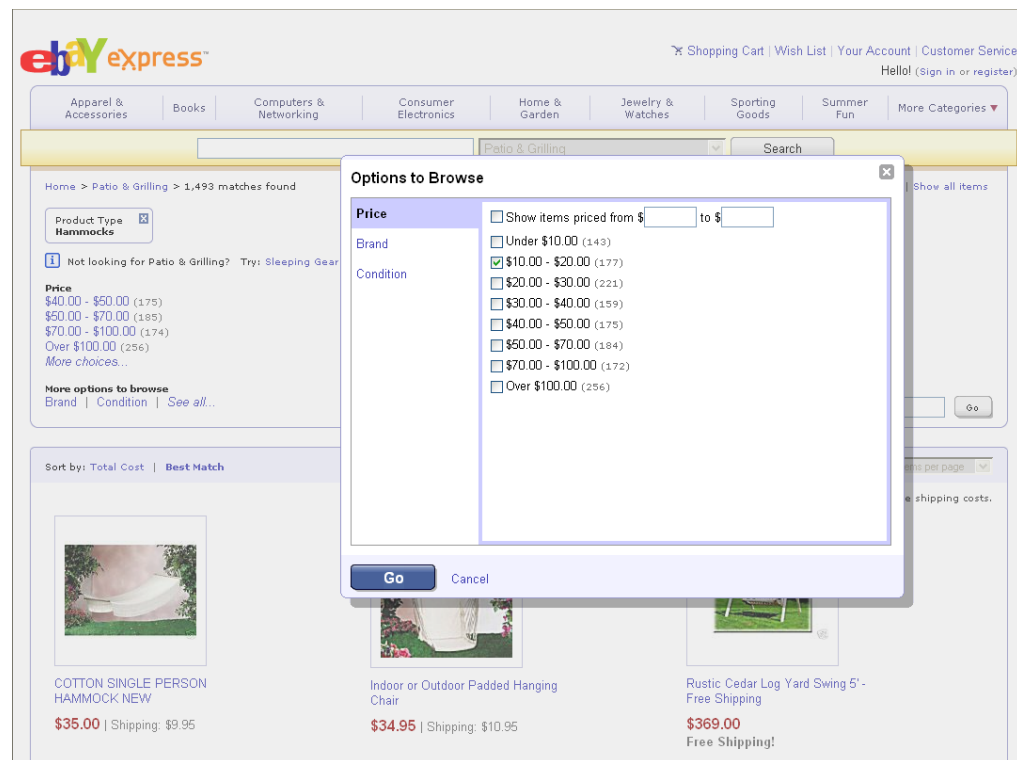 ebay express™
Shopping Cart | Wish List | Your Account | Customer Service
Hello! (Sign in or register)
Apparel & Accessories
Books
Computers & Networking
Consumer Electronics
Home & Garden
Jewelry & Watches
Sporting Goods
Summer Fun
More Categories ▼
Patio & Grilling
Search
Home > Patio & Grilling > 1,493 matches found
| Show all items
Product Type
Hammocks
i Not looking for Patio & Grilling? Try: Sleeping Gear
Price
$40.00 - $50.00 (175)
$50.00 - $70.00 (185)
$70.00 - $100.00 (174)
Over $100.00 (256)
More choices...
More options to browse
Brand | Condition | See all...
Go
Options to Browse
Price
Brand
Condition
Show items priced from $ to $
Under $10.00 (143)
$10.00 - $20.00 (177)
$20.00 - $30.00 (221)
$30.00 - $40.00 (159)
$40.00 - $50.00 (175)
$50.00 - $70.00 (184)
$70.00 - $100.00 (172)
Over $100.00 (256)
Go
Cancel
Sort by: Total Cost | Best Match
per page
shipping costs.
COTTON SINGLE PERSON
HAMMOCK NEW
$35.00 | Shipping: $9.95
Indoor or Outdoor Padded Hanging
Chair
$34.95 | Shipping: $10.95
Rustic Cedar Log Yard Swing 5' -
Free Shipping
$369.00
Free Shipping!